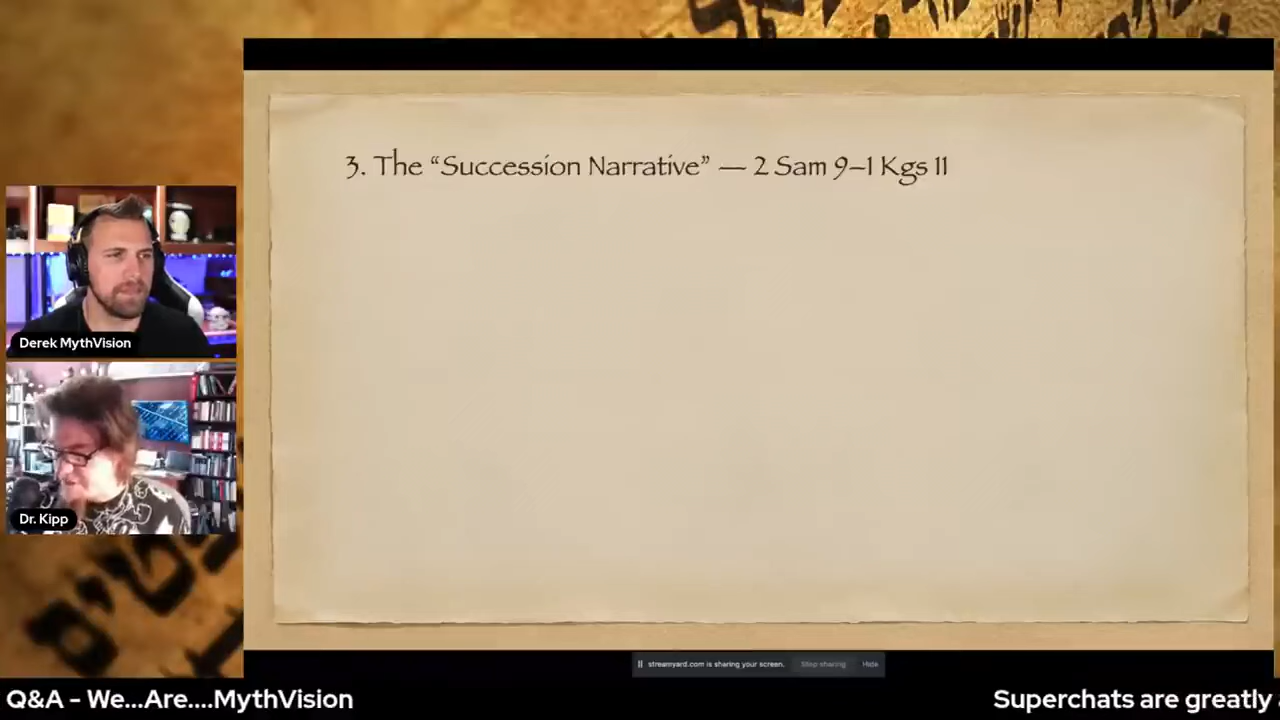 3. The “Succession Narrative” — 2 Sam 9–1 Kgs 11
Derek MythVision
Dr. Kipp
streamyard.com is sharing your screen. Stop sharing Hide
Q&A - We...Are....MythVision
Superchats are greatly